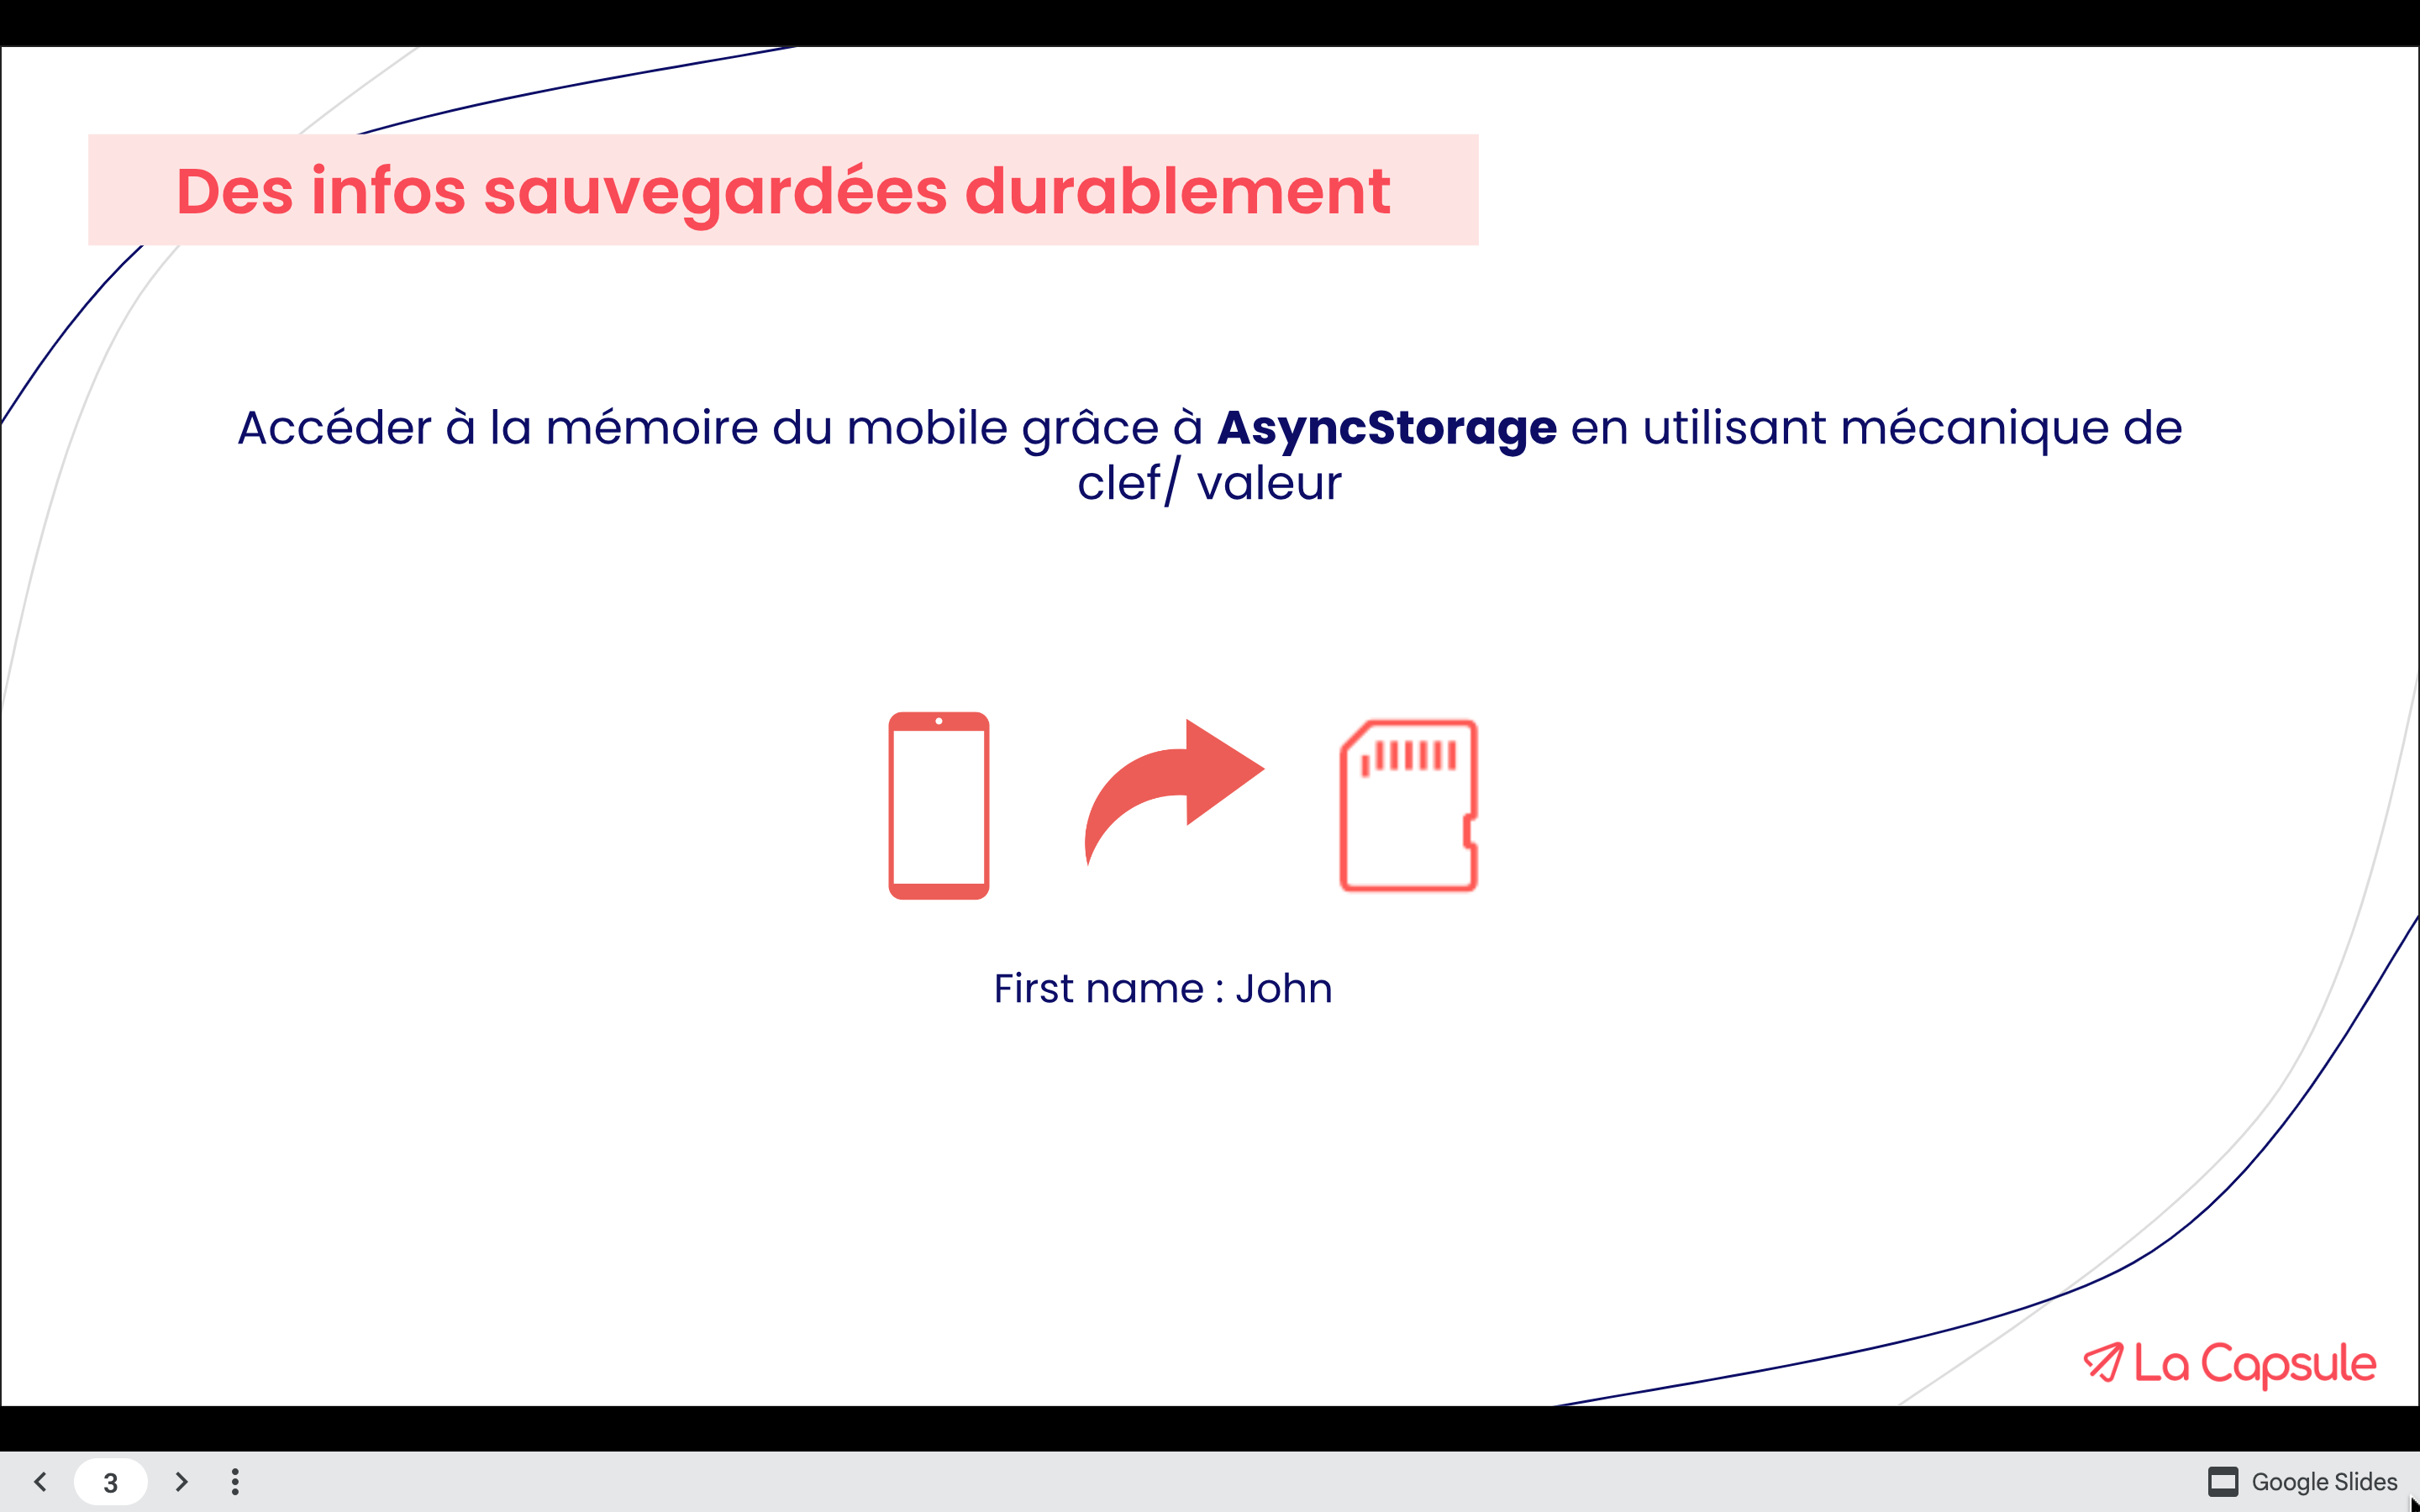 Des infos sauvegardées durablement
Accéder à la mémoire du mobile grâce à AsyncStorage en utilisant mécanique de
clef/ valeur
First name : John
La Capsule
3
Google Slides